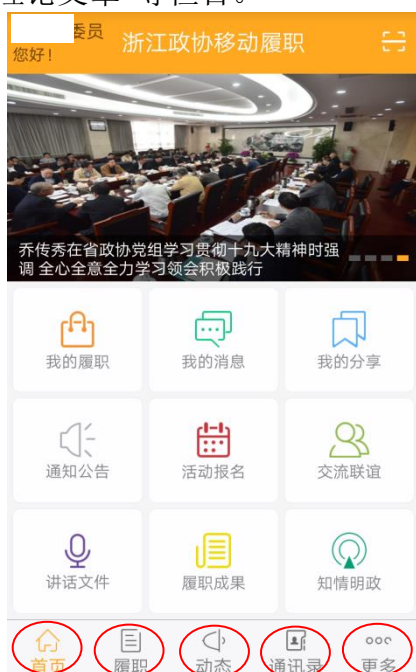 委员
您好！
浙江政协移动履职
乔传秀在省政协党组学习贯彻十九大精神时强
调 全心全意全力学习领会积极践行
我的履职
我的消息
我的分享
通知公告
活动报名
交流联谊
讲话文件
履职成果
知情明政
首页
履职
动态
通讯录
更多